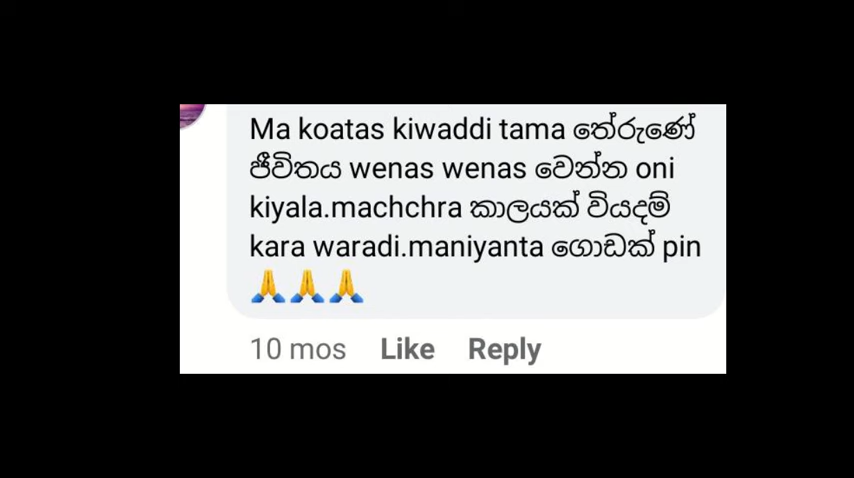 Ma koatas kiwaddi tama තේරුණේ
ජීවිතය wenas wenas වෙන්න oni
kiyala.machchra කාලයක් වියදම්
kara waradi.maniyanta ගොඩක් pin
🙏🙏🙏
10 mos Like Reply